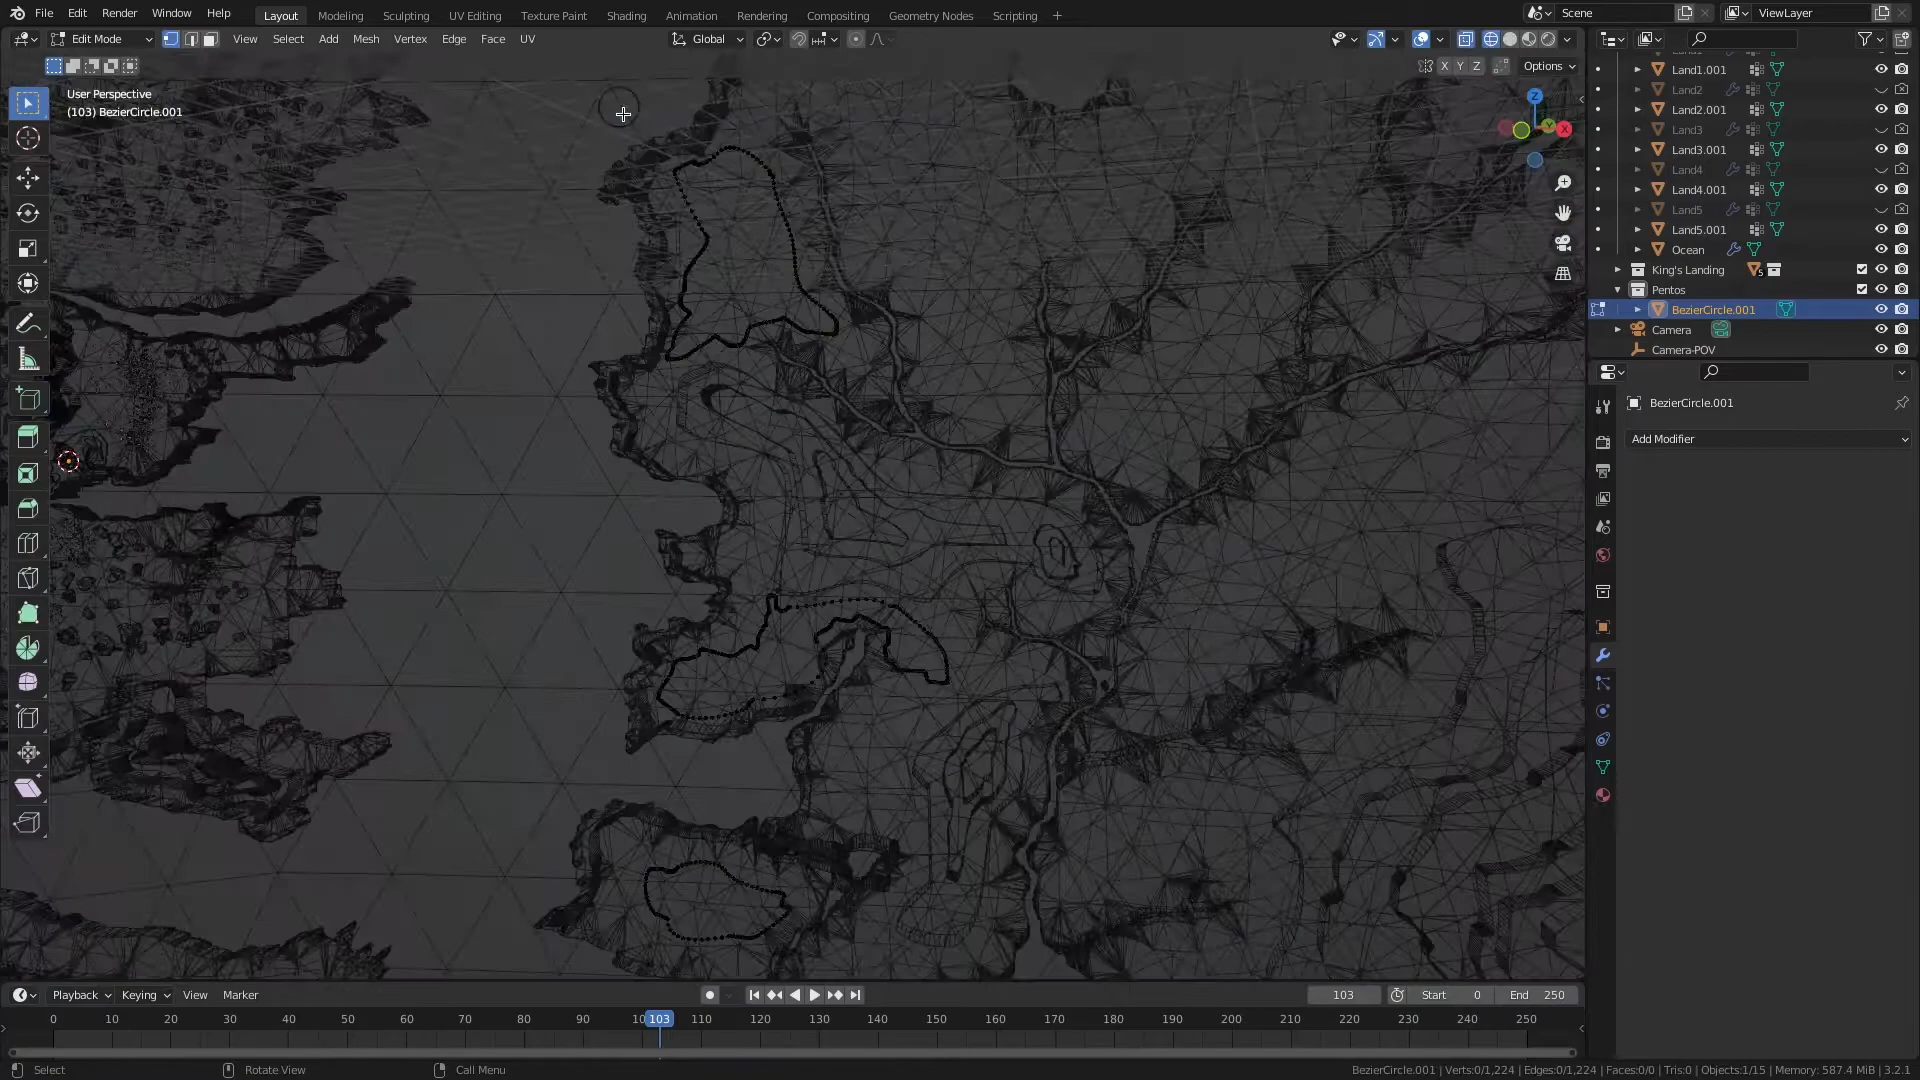 File Edit Render Window Help Layout Modeling Sculpting UV Editing Texture Paint Shading Animation Rendering Compositing Geometry Nodes Scripting + Scene ViewLayer
Edit Mode View Select Add Mesh Vertex Edge Face UV Global
X Y Z Options
User Perspective
(103) BezierCircle.001
Z
Y X
Land1.001
Land2
Land2.001
Land3
Land3.001
Land4
Land4.001
Land5
Land5.001
Ocean
King's Landing 5
Pentos
BezierCircle.001
Camera
Camera-POV
BezierCircle.001
Add Modifier
Playback Keying View Marker 103 Start 0 End 250
0 10 20 30 40 50 60 70 80 90 103 110 120 130 140 150 160 170 180 190 200 210 220 230 240 250
Select Rotate View Call Menu BezierCircle.001 | Verts:0/1,224 | Edges:0/1,224 | Faces:0/0 | Tris:0 | Objects:1/15 | Memory: 587.4 MiB | 3.2.1